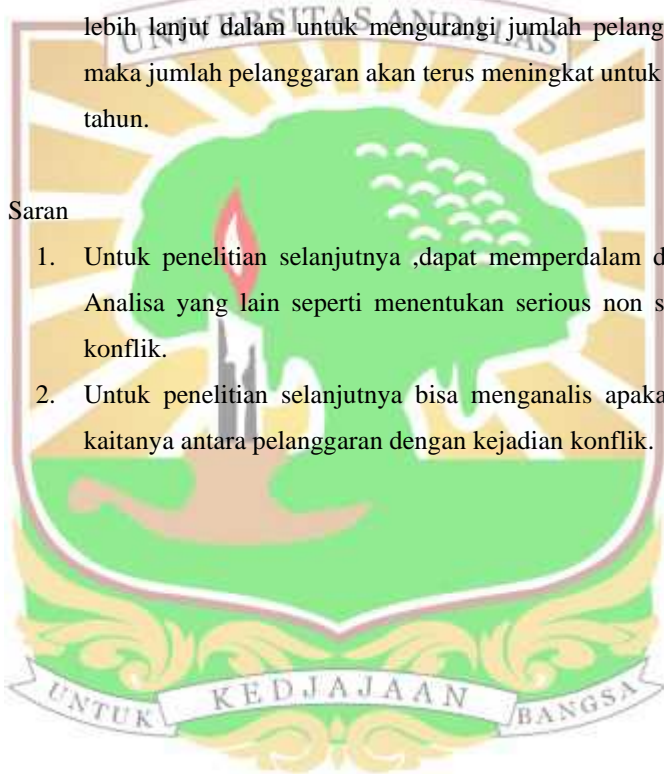 lebih lanjut dalam untuk mengurangi jumlah pelang
UNIVERSITAS ANDALAS
maka jumlah pelanggaran akan terus meningkat untuk
tahun.
Saran
1. Untuk penelitian selanjutnya ,dapat memperdalam d
Analisa yang lain seperti menentukan serious non s
konflik.
2. Untuk penelitian selanjutnya bisa menganalis apaka
kaitanya antara pelanggaran dengan kejadian konflik.
UNTUK KEDJAJAAN BANGSA